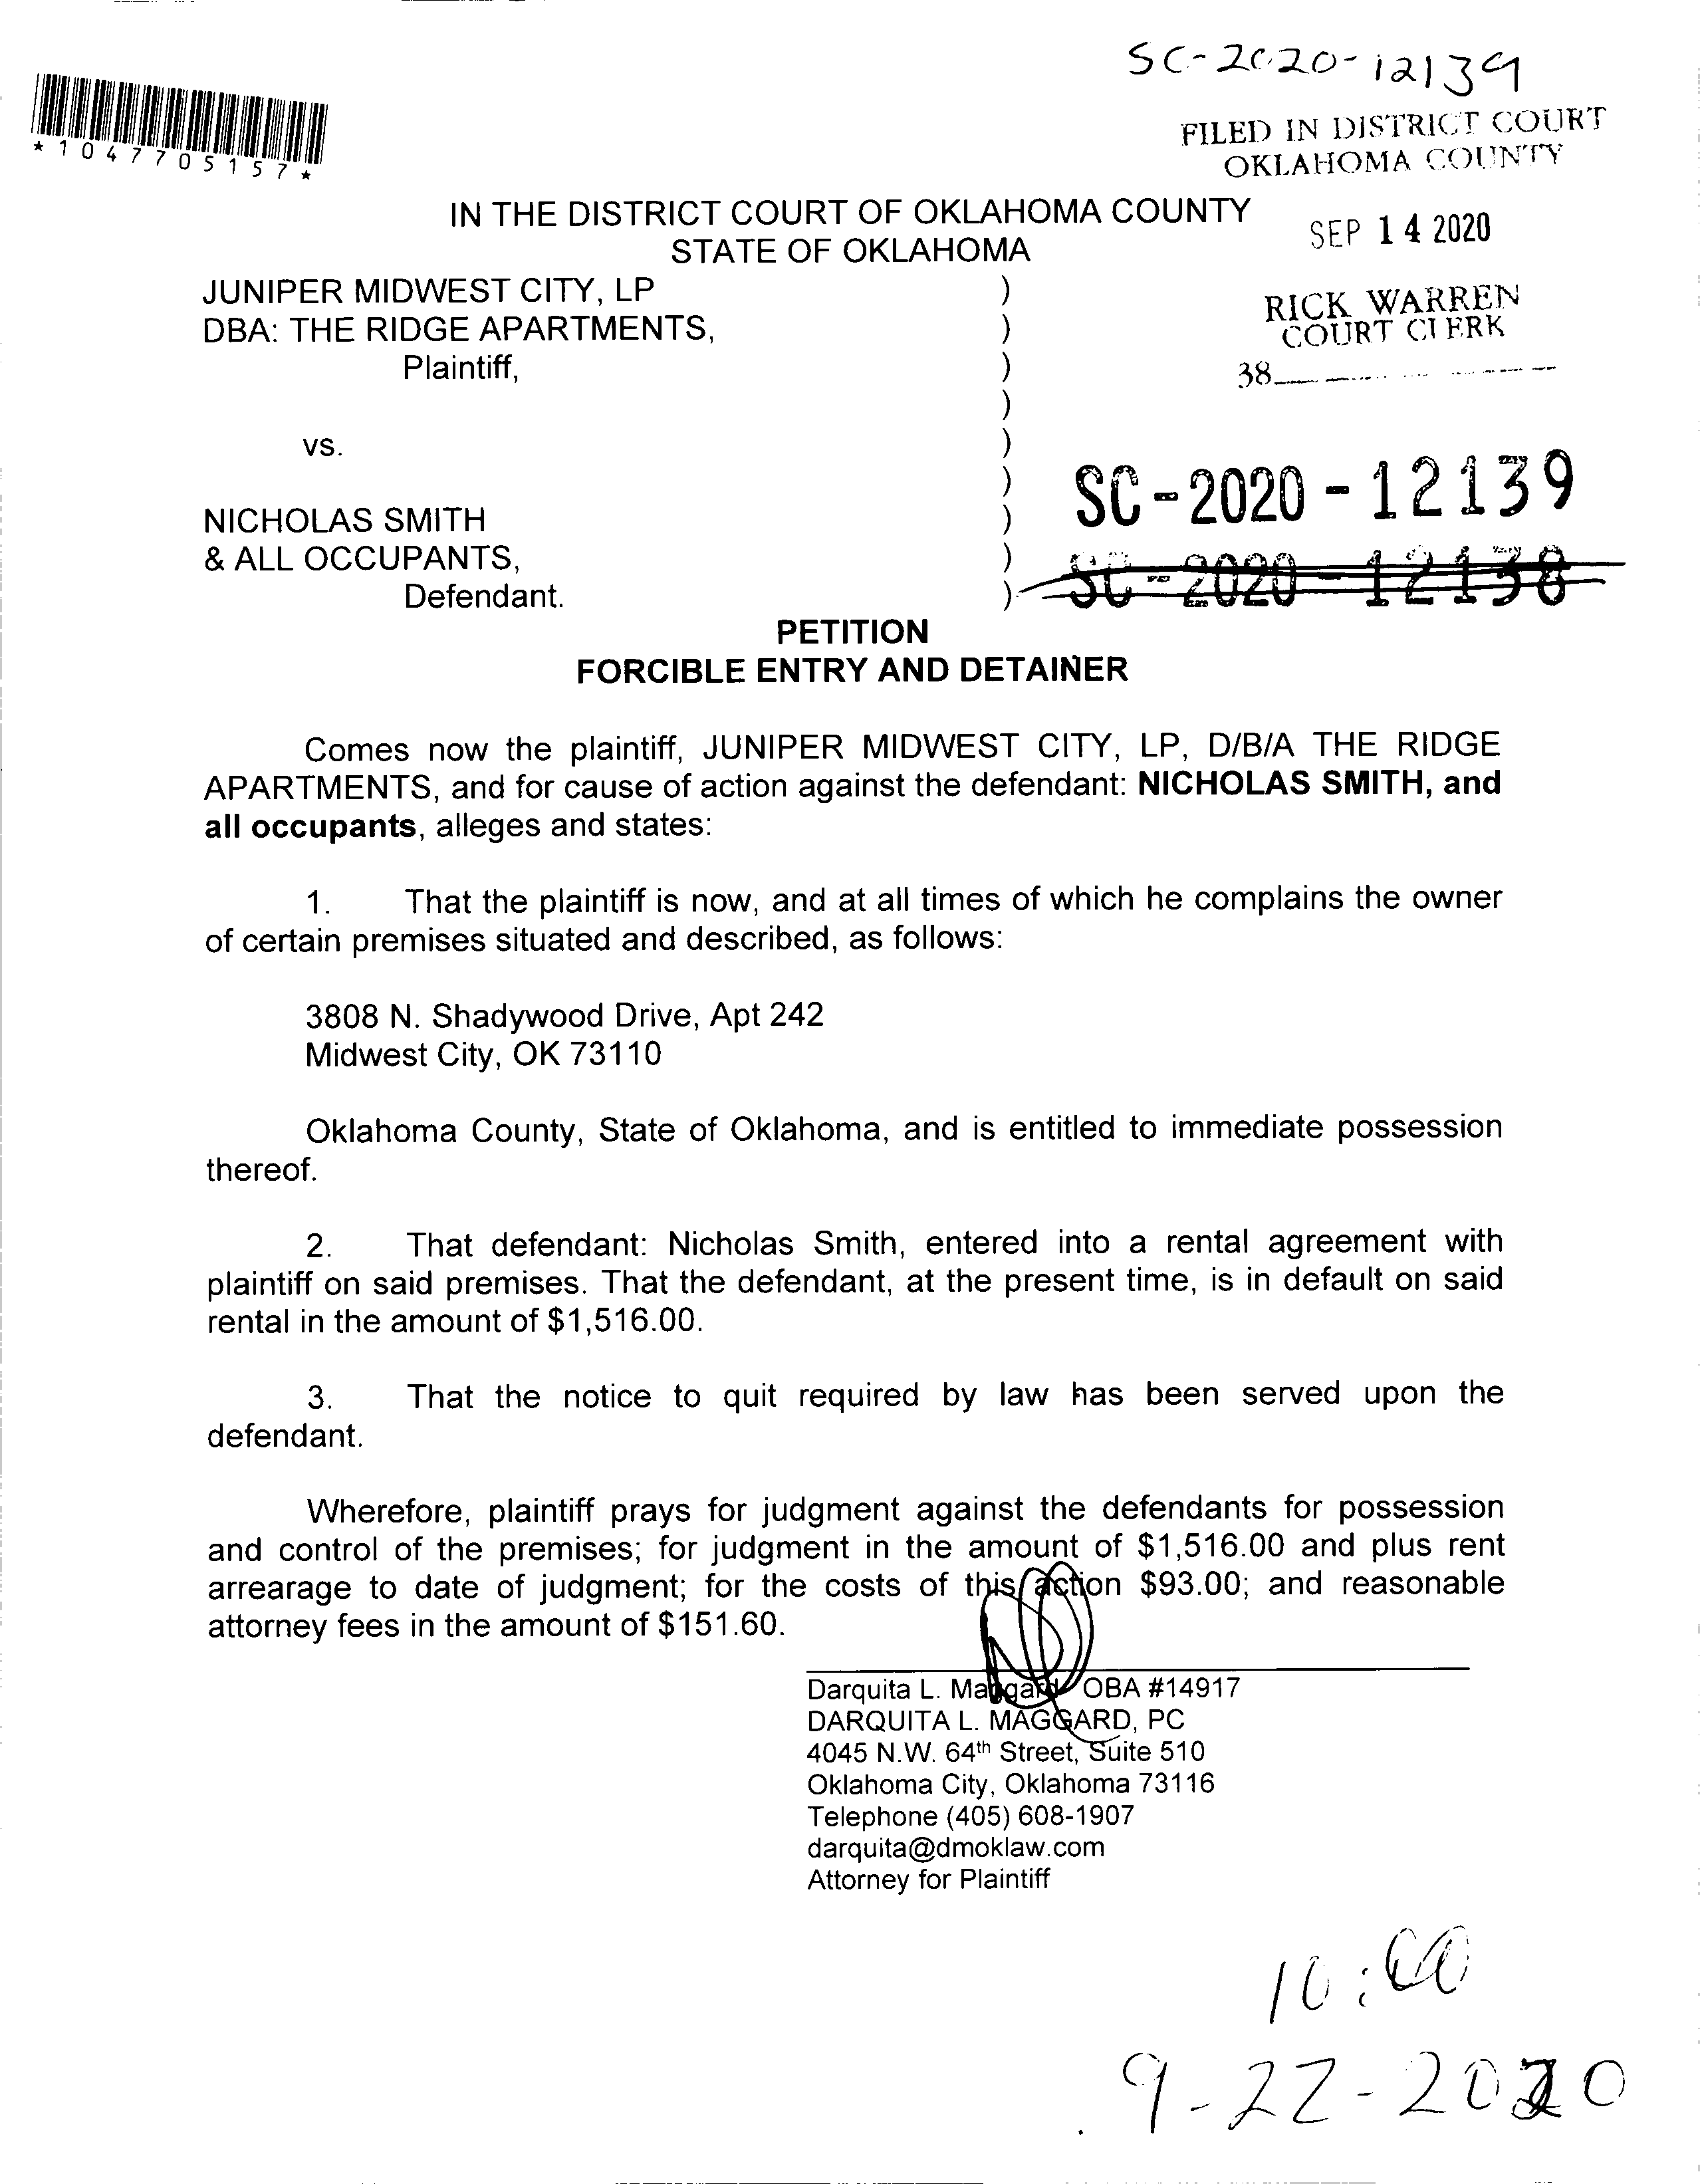 SC-2020-12139
*1047705157*
FILED IN DISTRICT COURT
OKLAHOMA COUNTY
IN THE DISTRICT COURT OF OKLAHOMA COUNTY
STATE OF OKLAHOMA
SEP 14 2020
JUNIPER MIDWEST CITY, LP )
DBA: THE RIDGE APARTMENTS, )
Plaintiff, )
RICK WARREN
COURT CLERK
38
)
vs. )
)
NICHOLAS SMITH )
& ALL OCCUPANTS, )
Defendant. )
SC-2020-12139
SC-2020-12138
PETITION
FORCIBLE ENTRY AND DETAINER
Comes now the plaintiff, JUNIPER MIDWEST CITY, LP, D/B/A THE RIDGE
APARTMENTS, and for cause of action against the defendant: NICHOLAS SMITH, and
all occupants, alleges and states:
1. That the plaintiff is now, and at all times of which he complains the owner
of certain premises situated and described, as follows:
3808 N. Shadywood Drive, Apt 242
Midwest City, OK 73110
Oklahoma County, State of Oklahoma, and is entitled to immediate possession
thereof.
2. That defendant: Nicholas Smith, entered into a rental agreement with
plaintiff on said premises. That the defendant, at the present time, is in default on said
rental in the amount of $1,516.00.
3. That the notice to quit required by law has been served upon the
defendant.
Wherefore, plaintiff prays for judgment against the defendants for possession
and control of the premises; for judgment in the amount of $1,516.00 and plus rent
arrearage to date of judgment; for the costs of this action $93.00; and reasonable
attorney fees in the amount of $151.60.
Darquita L. Maggard OBA #14917
DARQUITA L. MAGGARD, PC
4045 N.W. 64th Street, Suite 510
Oklahoma City, Oklahoma 73116
Telephone (405) 608-1907
darquita@dmoklaw.com
Attorney for Plaintiff
10:00
9-22-2020